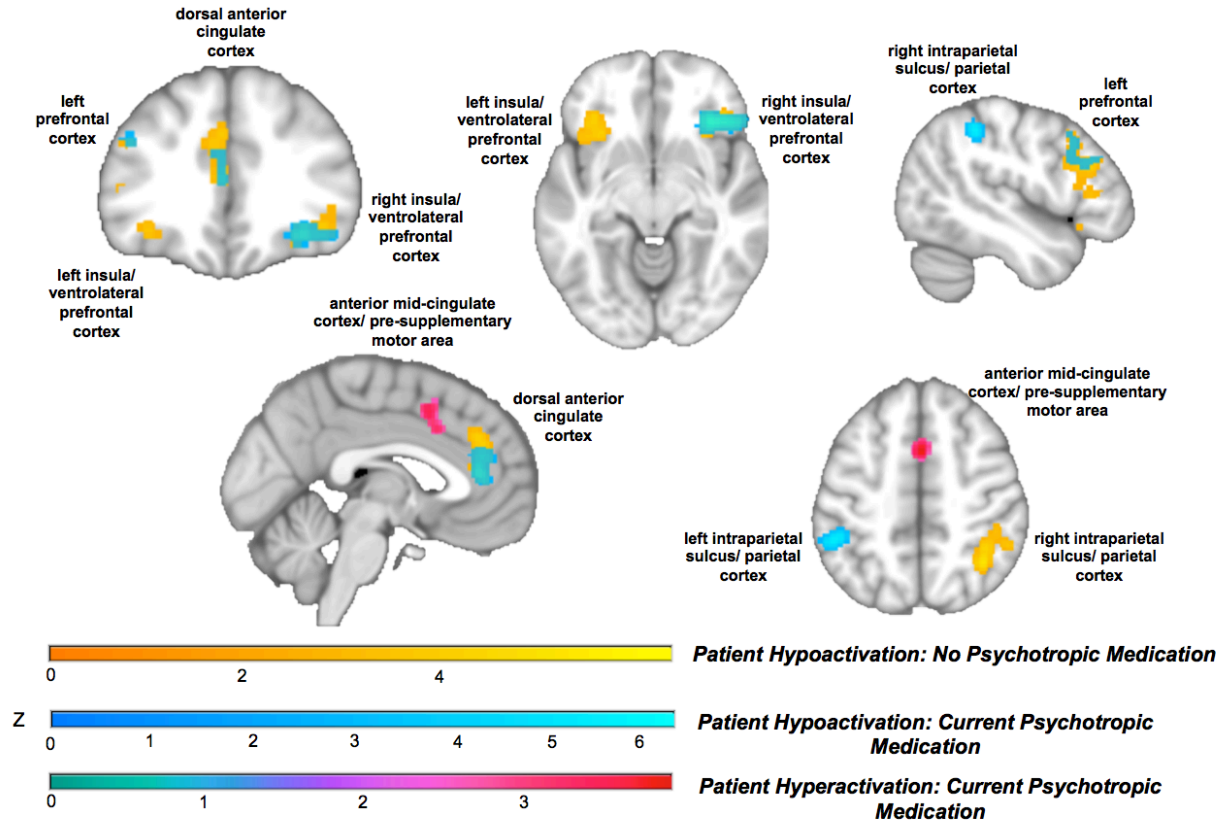 dorsal anterior
cingulate
cortex
left
prefrontal
cortex
right insula/
ventrolateral
prefrontal
cortex
left insula/
ventrolateral
prefrontal
cortex
left insula/
ventrolateral
prefrontal
cortex
right insula/
ventrolateral
prefrontal
cortex
right intraparietal
sulcus/ parietal
cortex
left
prefrontal
cortex
anterior mid-cingulate
cortex/ pre-supplementary
motor area
dorsal anterior
cingulate
cortex
anterior mid-cingulate
cortex/ pre-supplementary
motor area
left intraparietal
sulcus/ parietal
cortex
right intraparietal
sulcus/ parietal
cortex
0 2 4
Patient Hypoactivation: No Psychotropic Medication
Z
0 1 2 3 4 5 6
Patient Hypoactivation: Current Psychotropic
Medication
0 1 2 3
Patient Hyperactivation: Current Psychotropic
Medication